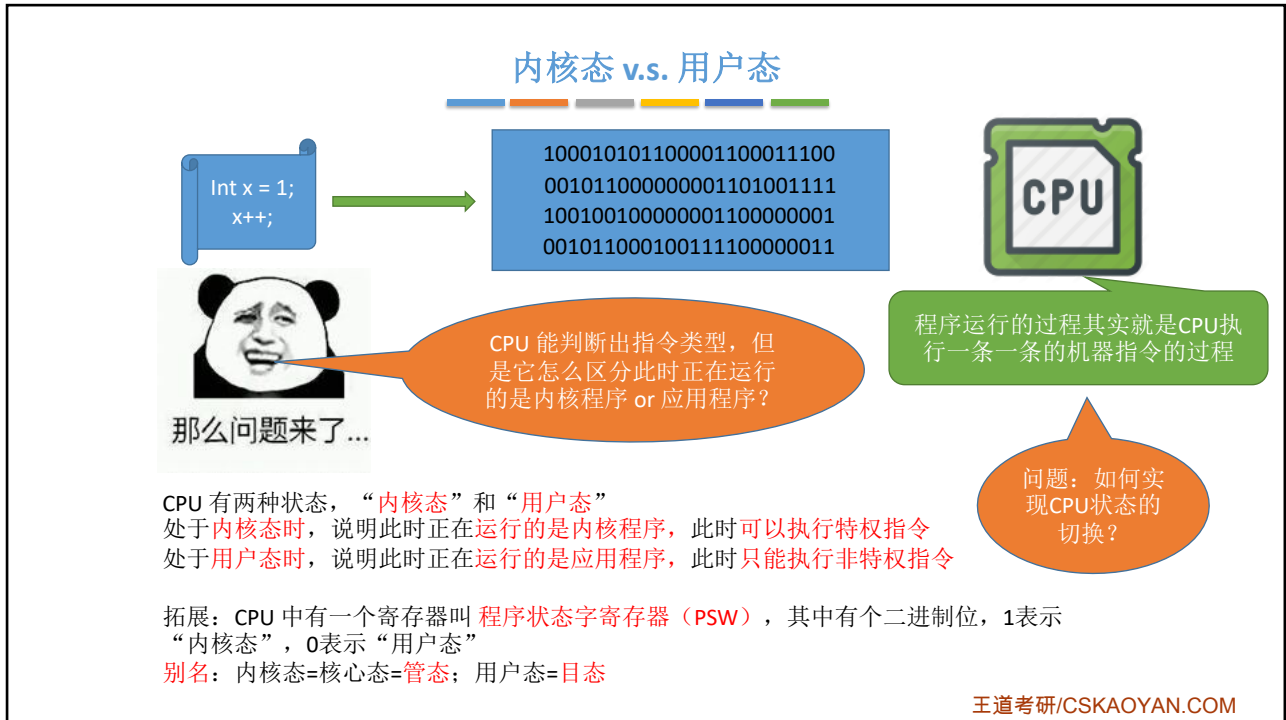 内核态 v.s. 用户态
Int x = 1;
x++;
100010101100001100011100
001011000000001101001111
100100100000001100000001
001011000100111100000011
CPU
程序运行的过程其实就是CPU执
行一条一条的机器指令的过程
CPU 能判断出指令类型，但
是它怎么区分此时正在运行
的是内核程序 or 应用程序？
那么问题来了...
问题：如何实
现CPU状态的
切换？
CPU 有两种状态，“内核态”和“用户态”
处于内核态时，说明此时正在运行的是内核程序，此时可以执行特权指令
处于用户态时，说明此时正在运行的是应用程序，此时只能执行非特权指令
拓展：CPU 中有一个寄存器叫 程序状态字寄存器（PSW），其中有个二进制位，1表示
“内核态”，0表示“用户态”
别名：内核态=核心态=管态；用户态=目态
王道考研/CSKAOYAN.COM